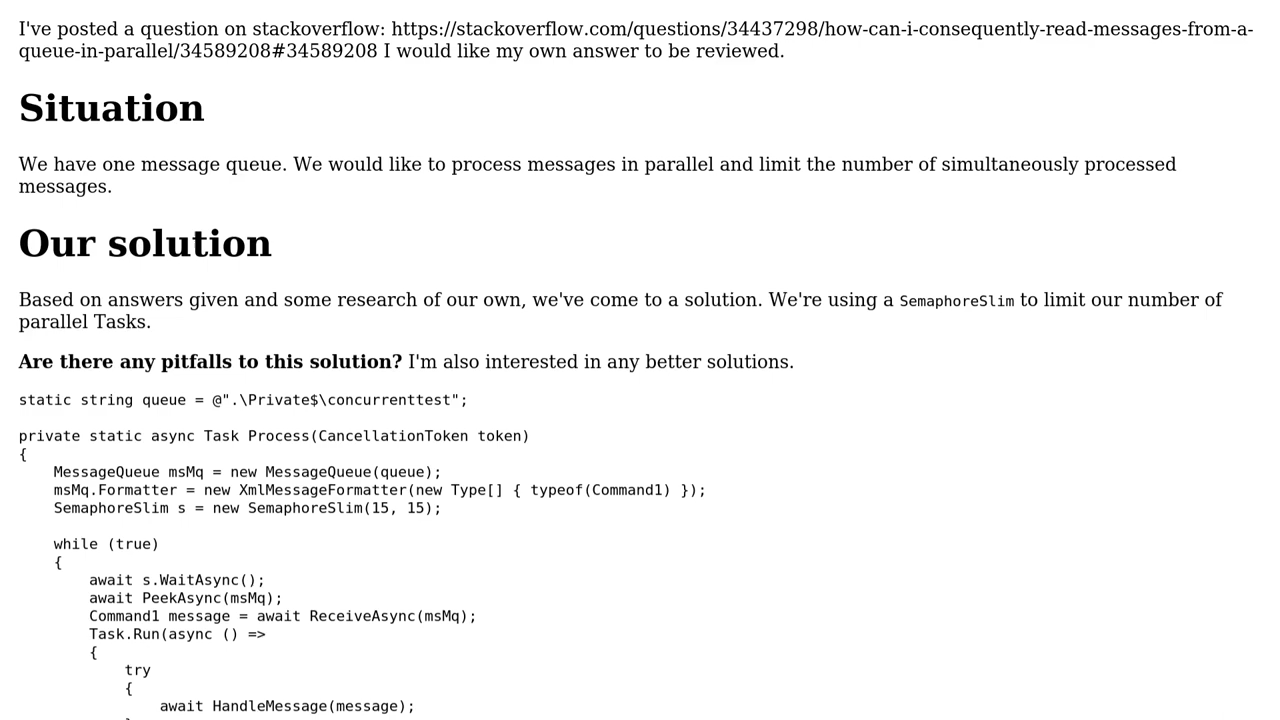 I've posted a question on stackoverflow: https://stackoverflow.com/questions/34437298/how-can-i-consequently-read-messages-from-a-
queue-in-parallel/34589208#34589208 I would like my own answer to be reviewed.
Situation
We have one message queue. We would like to process messages in parallel and limit the number of simultaneously processed
messages.
Our solution
Based on answers given and some research of our own, we've come to a solution. We're using a SemaphoreSlim to limit our number of
parallel Tasks.
Are there any pitfalls to this solution? I'm also interested in any better solutions.
static string queue = @".\Private$\concurrenttest";
private static async Task Process(CancellationToken token)
{
    MessageQueue msMq = new MessageQueue(queue);
    msMq.Formatter = new XmlMessageFormatter(new Type[] { typeof(Command1) });
    SemaphoreSlim s = new SemaphoreSlim(15, 15);
    while (true)
    {
        await s.WaitAsync();
        await PeekAsync(msMq);
        Command1 message = await ReceiveAsync(msMq);
        Task.Run(async () =>
        {
            try
            {
                await HandleMessage(message);